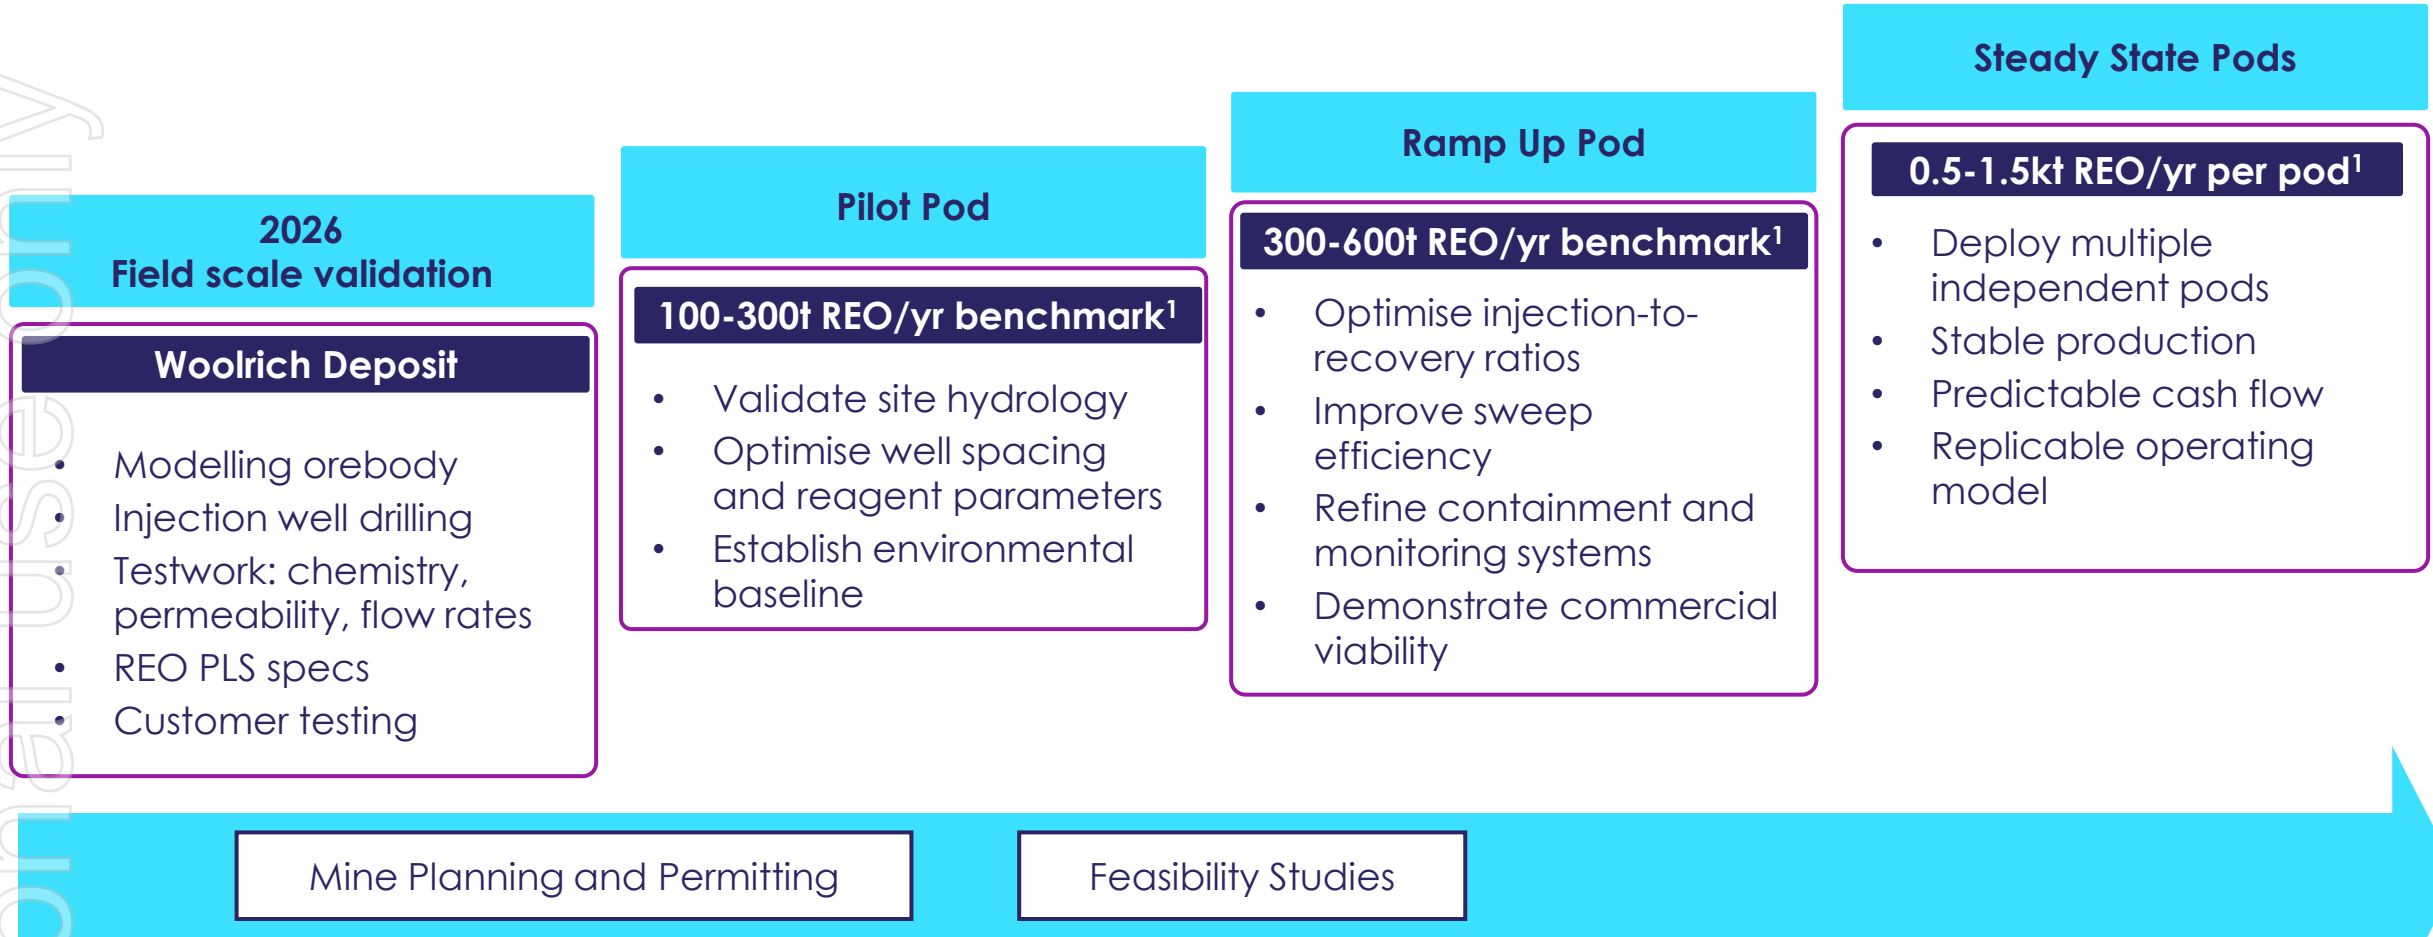 2026
Field scale validation
Woolrich Deposit
• Modelling orebody
• Injection well drilling
• Testwork: chemistry,
permeability, flow rates
• REO PLS specs
• Customer testing
Pilot Pod
100-300t REO/yr benchmark¹
• Validate site hydrology
• Optimise well spacing
and reagent parameters
• Establish environmental
baseline
Ramp Up Pod
300-600t REO/yr benchmark¹
• Optimise injection-to-
recovery ratios
• Improve sweep
efficiency
• Refine containment and
monitoring systems
• Demonstrate commercial
viability
Steady State Pods
0.5-1.5kt REO/yr per pod¹
• Deploy multiple
independent pods
• Stable production
• Predictable cash flow
• Replicable operating
model
Mine Planning and Permitting
Feasibility Studies
onal use only